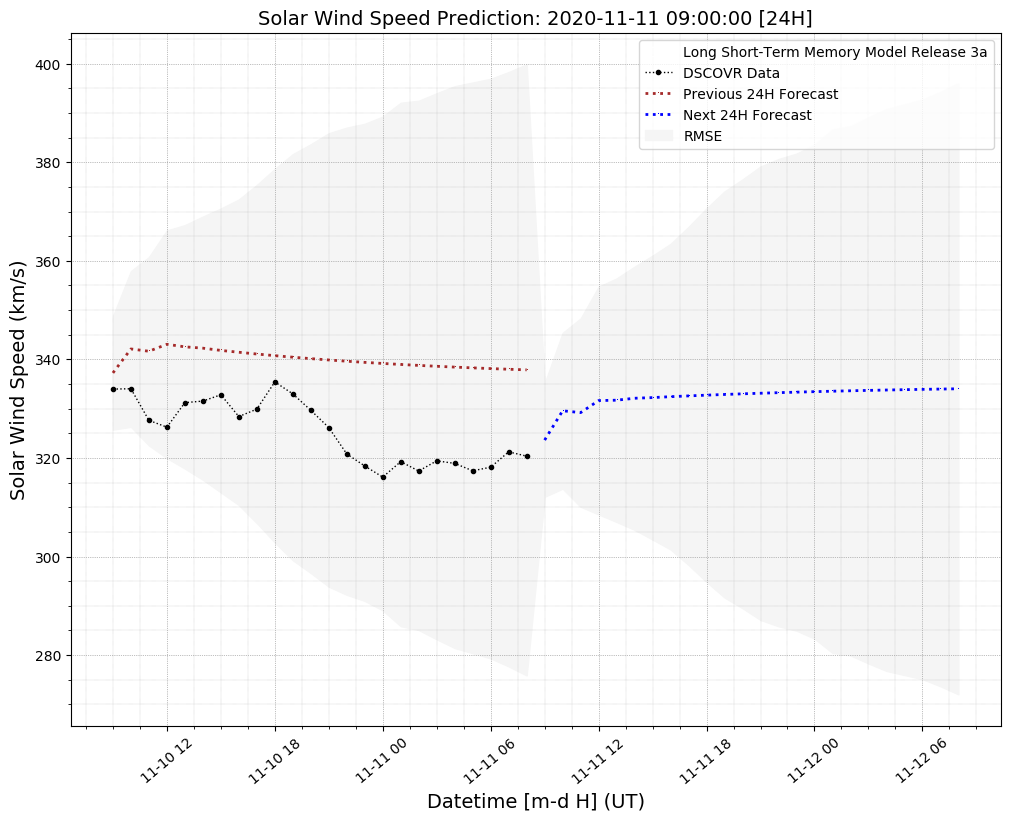 Solar Wind Speed Prediction: 2020-11-11 09:00:00 [24H]
Long Short-Term Memory Model Release 3a
DSCOVR Data
Previous 24H Forecast
Next 24H Forecast
RMSE
Solar Wind Speed (km/s)
400
380
360
340
320
300
280
11-10 12
11-10 18
11-11 00
11-11 06
11-11 12
11-11 18
11-12 00
11-12 06
Datetime [m-d H] (UT)